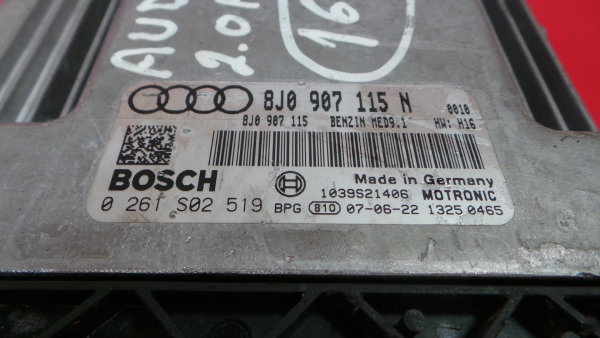 AUD
2.0
16
8J0 907 115 N 0010
8J0 907 115 BENZIN MED9.1 HW: H16
BOSCH
Made in Germany
1039S21406 MOTRONIC
0 261 S02 519 BPG 810 07-06-22 1325 0465